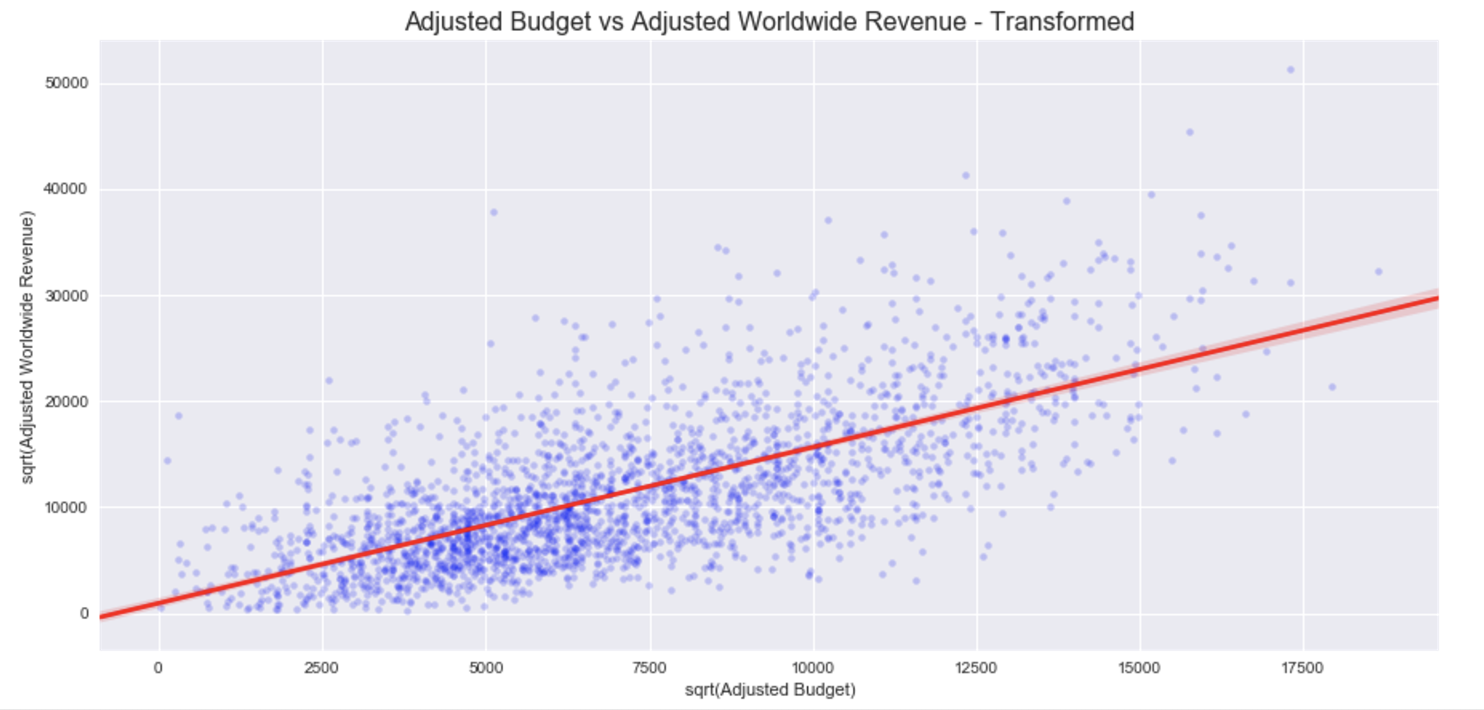 Adjusted Budget vs Adjusted Worldwide Revenue - Transformed
sqrt(Adjusted Worldwide Revenue)
50000
40000
30000
20000
10000
0
0 2500 5000 7500 10000 12500 15000 17500
sqrt(Adjusted Budget)